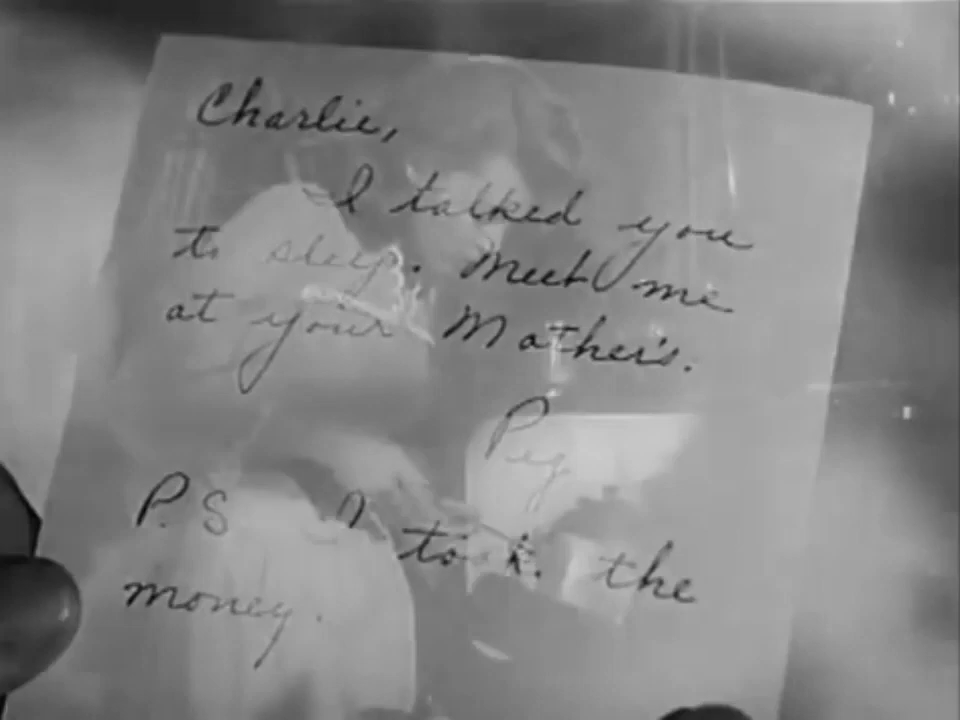 Charlie,
I talked you
to sleep. Meet me
at your Mother's.
Peg
P.S I took the
money.